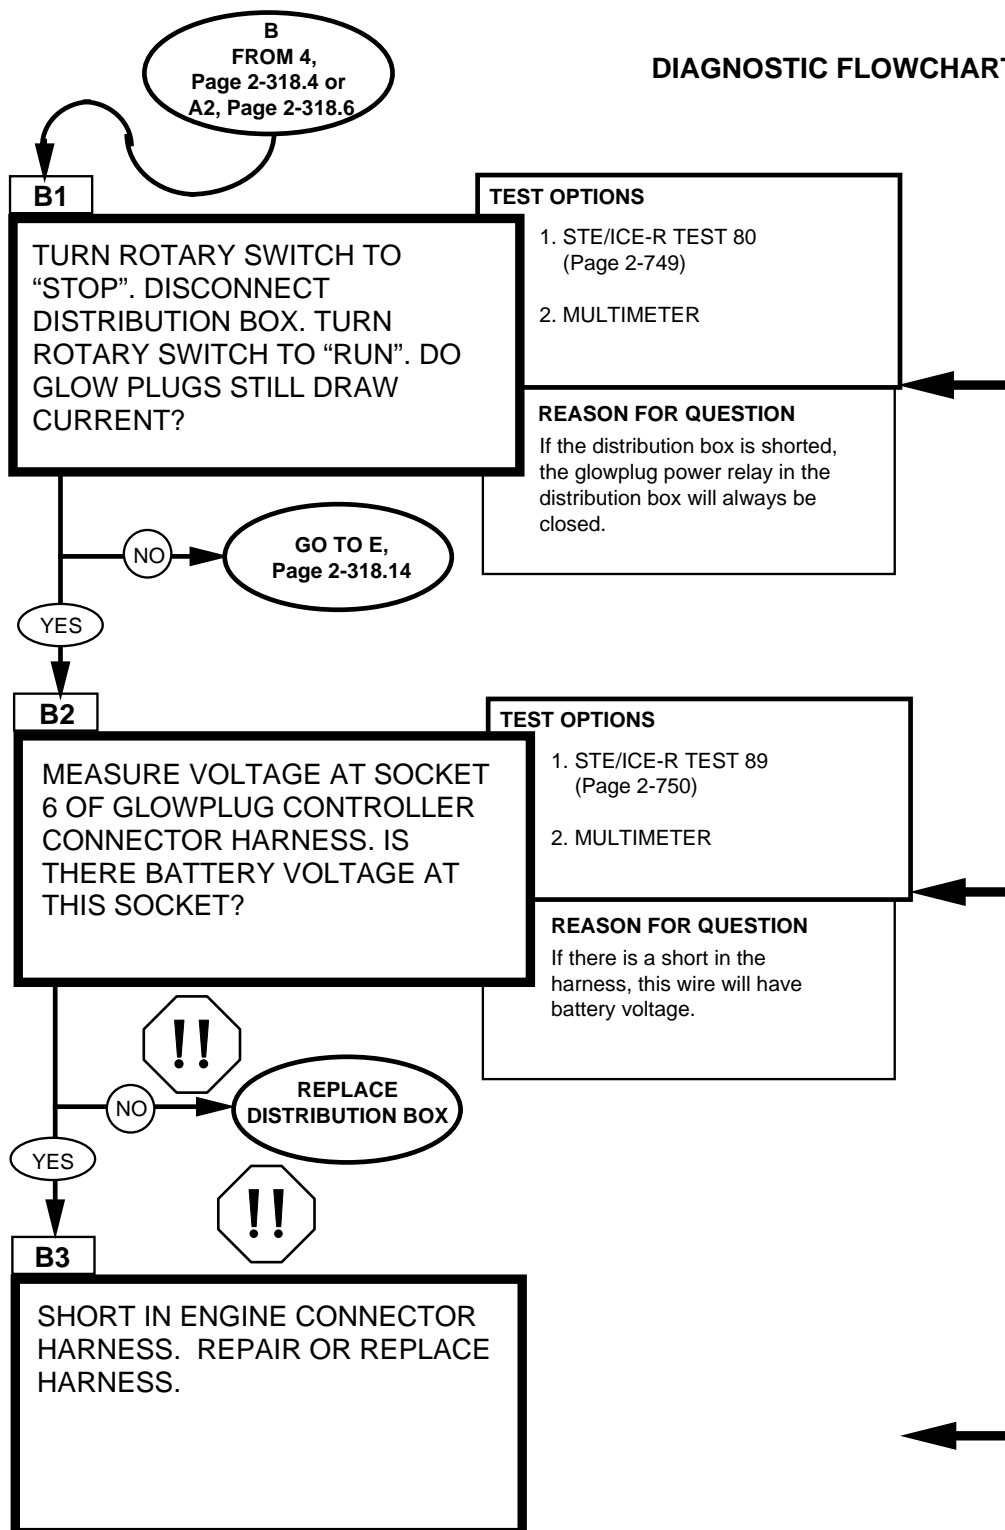 B
FROM 4,
Page 2-318.4 or
A2, Page 2-318.6
DIAGNOSTIC FLOWCHART
B1
TURN ROTARY SWITCH TO
“STOP”. DISCONNECT
DISTRIBUTION BOX. TURN
ROTARY SWITCH TO “RUN”. DO
GLOW PLUGS STILL DRAW
CURRENT?
TEST OPTIONS
1. STE/ICE-R TEST 80
(Page 2-749)
2. MULTIMETER
REASON FOR QUESTION
If the distribution box is shorted,
the glowplug power relay in the
distribution box will always be
closed.
NO
GO TO E,
Page 2-318.14
YES
B2
MEASURE VOLTAGE AT SOCKET
6 OF GLOWPLUG CONTROLLER
CONNECTOR HARNESS. IS
THERE BATTERY VOLTAGE AT
THIS SOCKET?
TEST OPTIONS
1. STE/ICE-R TEST 89
(Page 2-750)
2. MULTIMETER
REASON FOR QUESTION
If there is a short in the
harness, this wire will have
battery voltage.
!!
NO
REPLACE
DISTRIBUTION BOX
YES
!!
B3
SHORT IN ENGINE CONNECTOR
HARNESS.  REPAIR OR REPLACE
HARNESS.